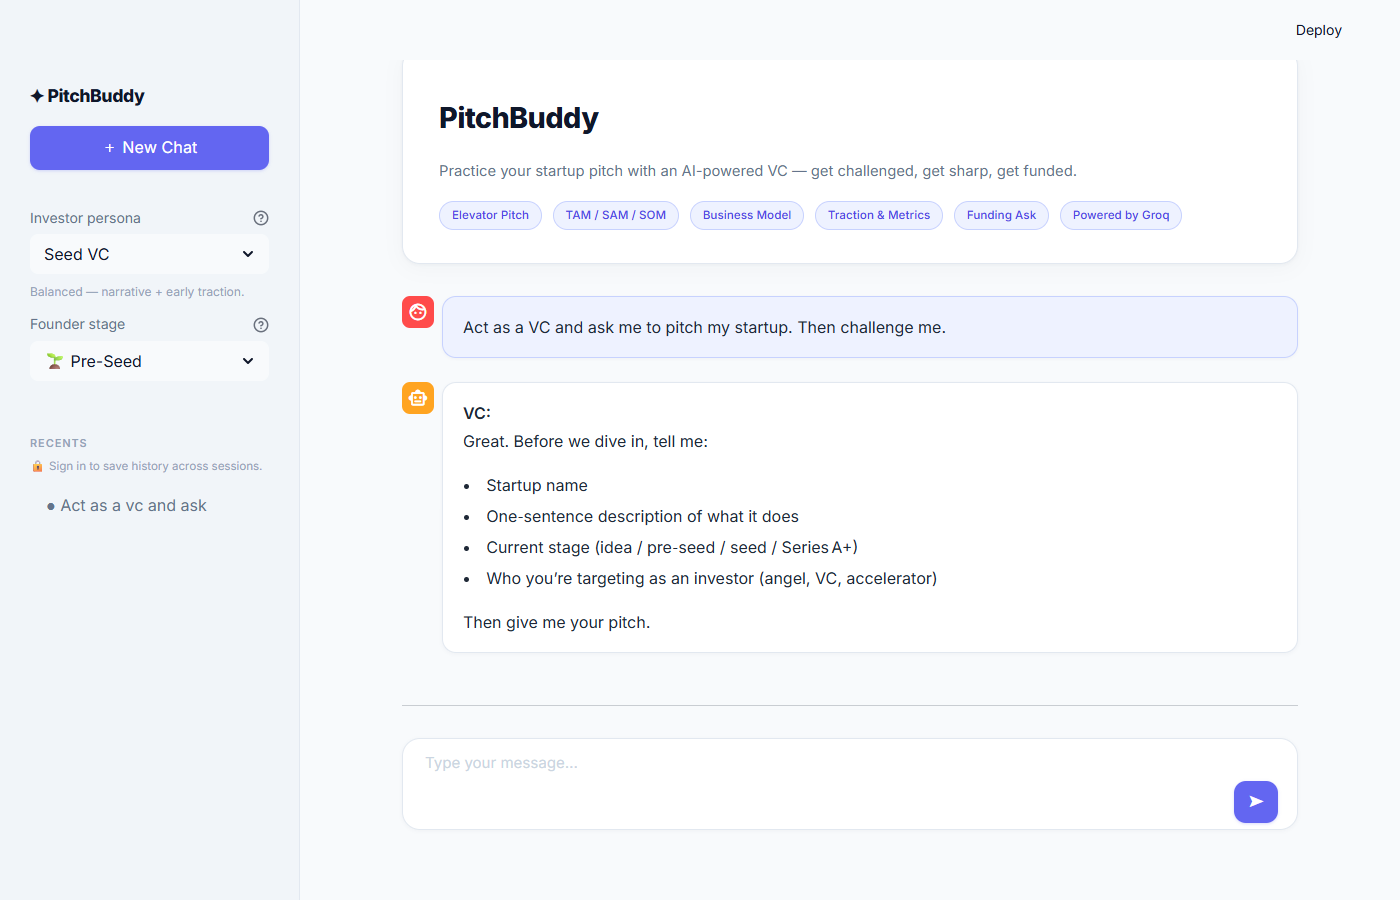 Deploy
✦ PitchBuddy
+ New Chat
Investor persona
Seed VC
Balanced — narrative + early traction.
Founder stage
🌱 Pre-Seed
RECENTS
🔒 Sign in to save history across sessions.
● Act as a vc and ask
PitchBuddy
Practice your startup pitch with an AI-powered VC — get challenged, get sharp, get funded.
Elevator Pitch
TAM / SAM / SOM
Business Model
Traction & Metrics
Funding Ask
Powered by Groq
Act as a VC and ask me to pitch my startup. Then challenge me.
VC:
Great. Before we dive in, tell me:
• Startup name
• One-sentence description of what it does
• Current stage (idea / pre-seed / seed / Series A+)
• Who you’re targeting as an investor (angel, VC, accelerator)
Then give me your pitch.
Type your message...